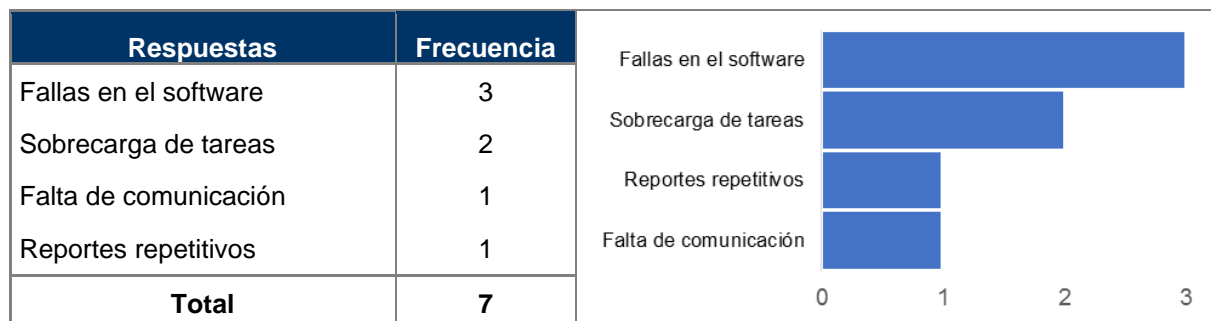 Respuestas Frecuencia
Fallas en el software 3
Sobrecarga de tareas 2
Falta de comunicación 1
Reportes repetitivos 1
Total 7
Fallas en el software
Sobrecarga de tareas
Reportes repetitivos
Falta de comunicación
0 1 2 3